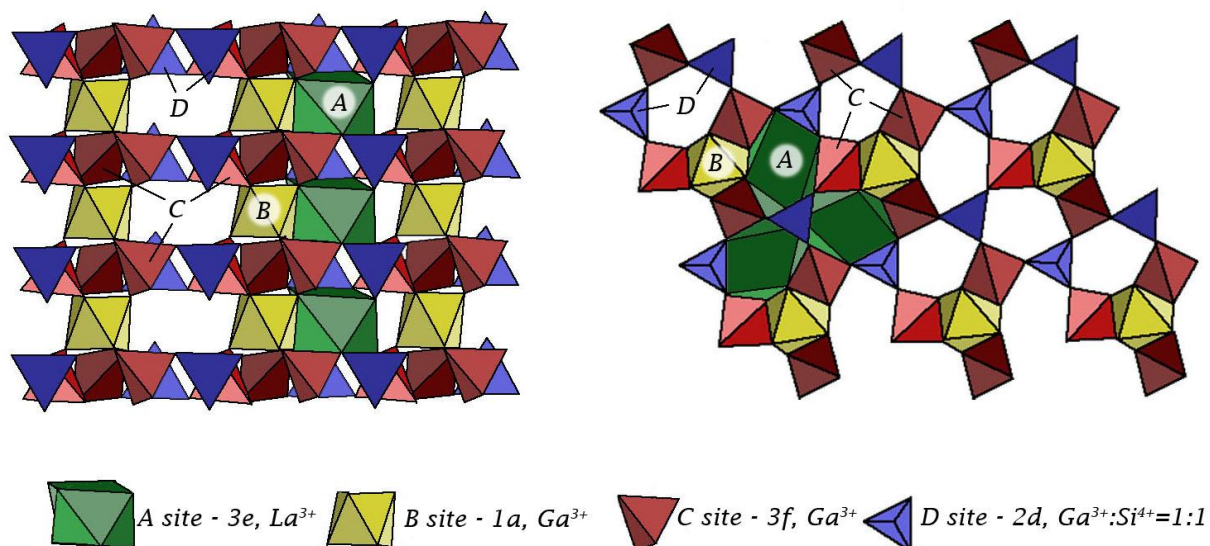 D
A
C
B
D
C
B
A
A site - 3e, La³⁺
B site - 1a, Ga³⁺
C site - 3f, Ga³⁺
D site - 2d, Ga³⁺:Si⁴⁺=1:1